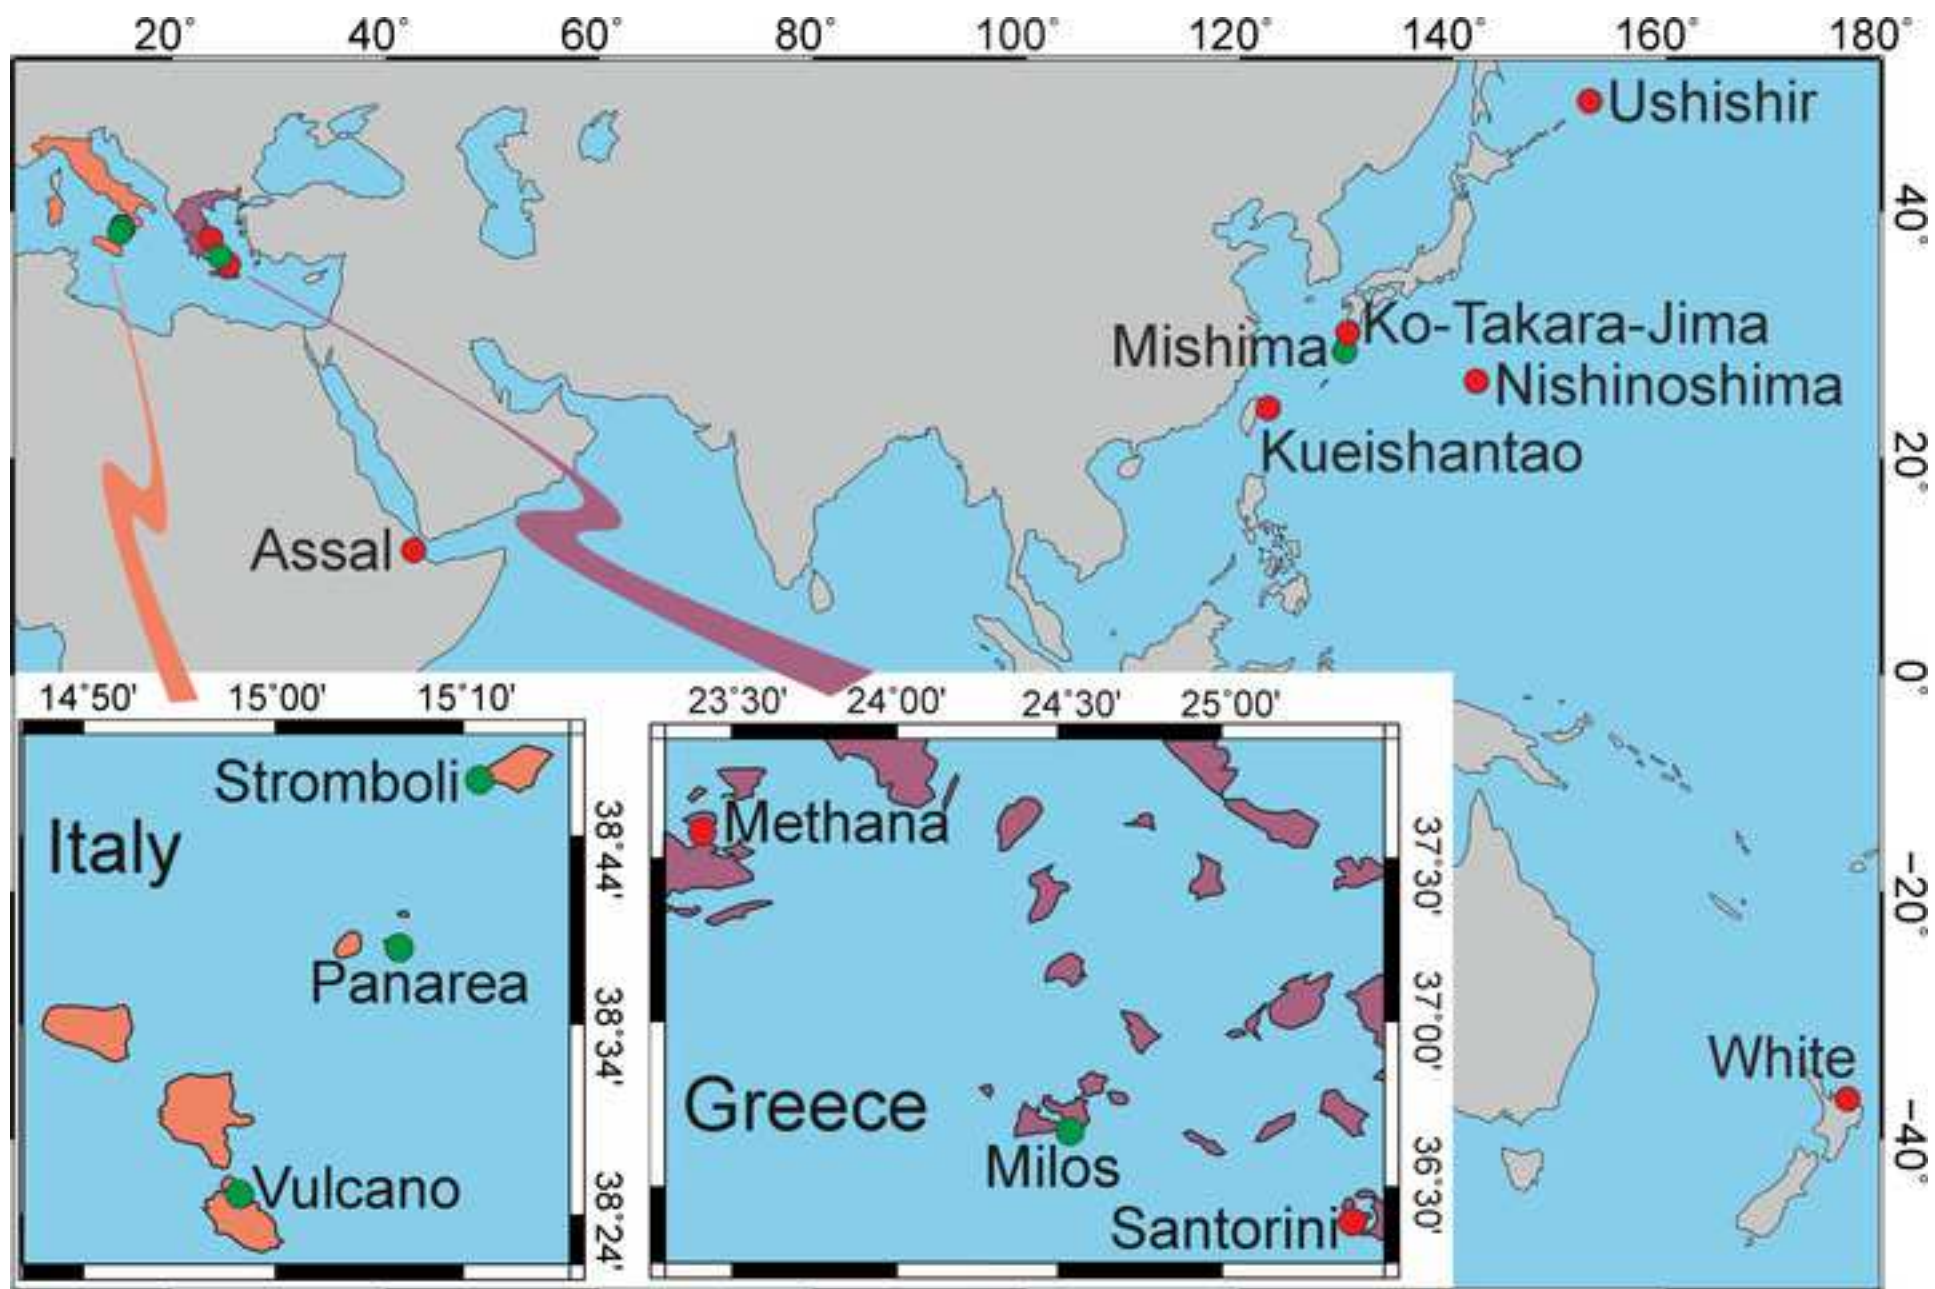 20° 40° 60° 80° 100° 120° 140° 160° 180°
Ushishir
40°
Ko-Takara-Jima
Mishima
Nishinoshima
20°
Kueishantao
Assal
0°
14°50' 15°00' 15°10'
23°30' 24°00' 24°30' 25°00'
Stromboli
38°44'
Italy
Panarea
38°34'
Vulcano
38°24'
Methana
37°30'
37°00'
Greece
Milos
36°30'
Santorini
-20°
White
-40°